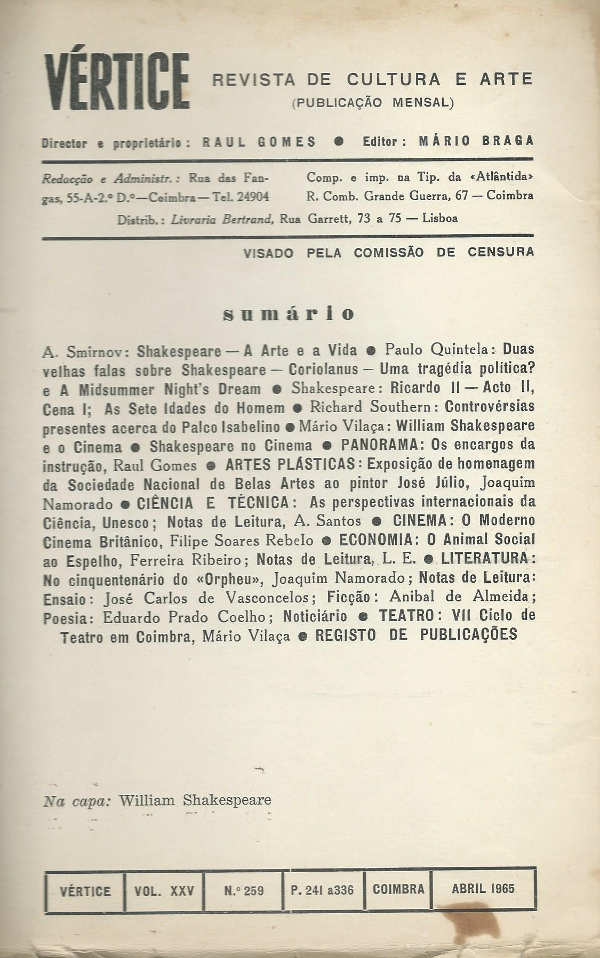 VÉRTICE REVISTA DE CULTURA E ARTE
(PUBLICAÇÃO MENSAL)
Director e proprietário: RAUL GOMES ● Editor: MÁRIO BRAGA
Redacção e Administr.: Rua das Fan-
gas, 55-A-2.º D.º—Coimbra—Tel. 24904
Comp. e imp. na Tip. da «Atlântida»
R. Comb. Grande Guerra, 67 — Coimbra
Distrib.: Livraria Bertrand, Rua Garrett, 73 a 75 — Lisboa
VISADO PELA COMISSÃO DE CENSURA
sumário
A. Smirnov: Shakespeare — A Arte e a Vida ● Paulo Quintela: Duas
velhas falas sobre Shakespeare — Coriolanus — Uma tragédia política?
e A Midsummer Night's Dream ● Shakespeare: Ricardo II — Acto II,
Cena I; As Sete Idades do Homem ● Richard Southern: Controvérsias
presentes acerca do Palco Isabelino ● Mário Vilaça: William Shakespeare
e o Cinema ● Shakespeare no Cinema ● PANORAMA: Os encargos da
instrução, Raul Gomes ● ARTES PLÁSTICAS: Exposição de homenagem
da Sociedade Nacional de Belas Artes ao pintor José Júlio, Joaquim
Namorado ● CIÊNCIA E TÉCNICA: As perspectivas internacionais da
Ciência, Unesco; Notas de Leitura, A. Santos ● CINEMA: O Moderno
Cinema Britânico, Filipe Soares Rebelo ● ECONOMIA: O Animal Social
ao Espelho, Ferreira Ribeiro; Notas de Leitura, L. E. ● LITERATURA:
No cinquentenário do «Orpheu», Joaquim Namorado; Notas de Leitura:
Ensaio: José Carlos de Vasconcelos; Ficção: Anibal de Almeida;
Poesia: Eduardo Prado Coelho; Noticiário ● TEATRO: VII Ciclo de
Teatro em Coimbra, Mário Vilaça ● REGISTO DE PUBLICAÇÕES
Na capa: William Shakespeare
VÉRTICE VOL. XXV N.º 259 P. 241 a 336 COIMBRA ABRIL 1965